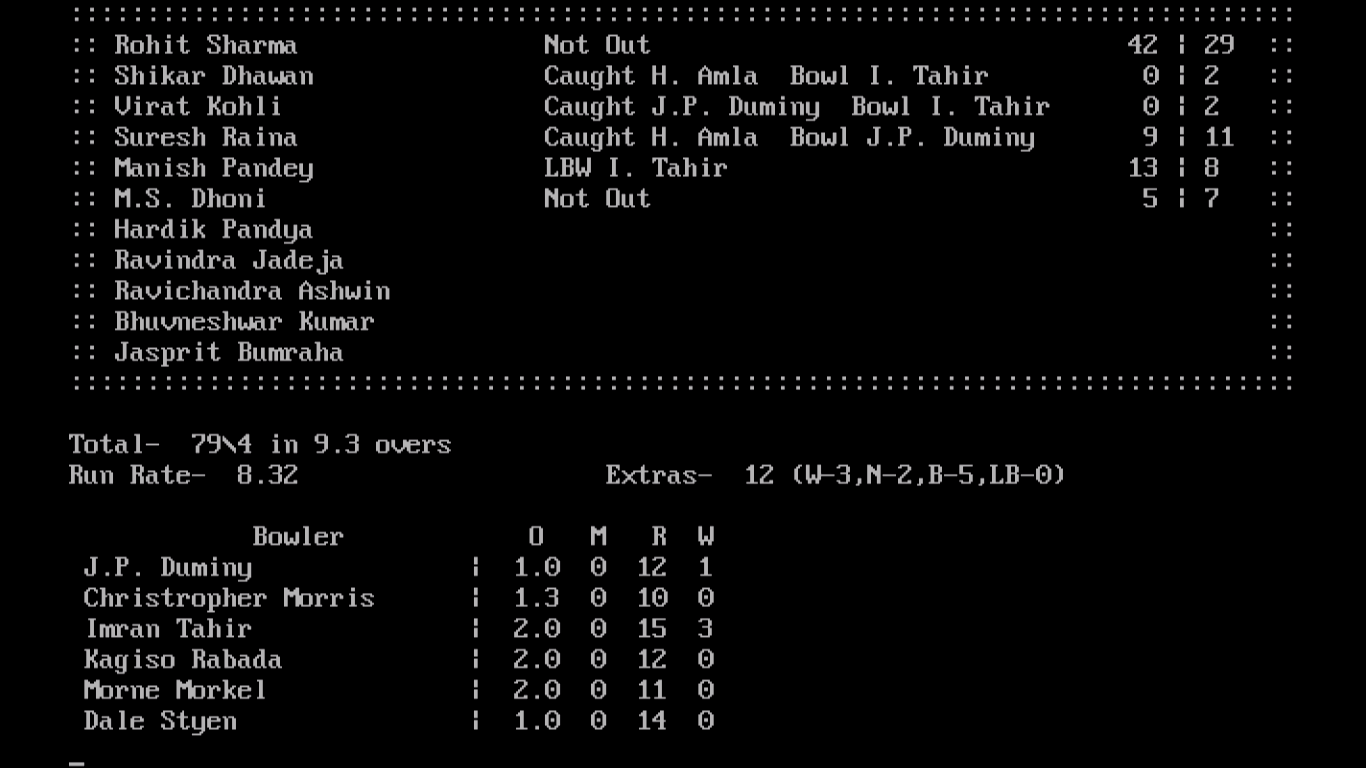 ::::::::::::::::::::::::::::::::::::::::::::::::::::::::::::::::::::::::::::::::
:: Rohit Sharma Not Out 42 ¦ 29 ::
:: Shikar Dhawan Caught H. Amla Bowl I. Tahir 0 ¦ 2 ::
:: Virat Kohli Caught J.P. Duminy Bowl I. Tahir 0 ¦ 2 ::
:: Suresh Raina Caught H. Amla Bowl J.P. Duminy 9 ¦ 11 ::
:: Manish Pandey LBW I. Tahir 13 ¦ 8 ::
:: M.S. Dhoni Not Out 5 ¦ 7 ::
:: Hardik Pandya ::
:: Ravindra Jadeja ::
:: Ravichandra Ashwin ::
:: Bhuvneshwar Kumar ::
:: Jasprit Bumraha ::
::::::::::::::::::::::::::::::::::::::::::::::::::::::::::::::::::::::::::::::::
Total- 79\4 in 9.3 overs
Run Rate- 8.32 Extras- 12 (W-3,N-2,B-5,LB-0)
Bowler O M R W
J.P. Duminy ¦ 1.0 0 12 1
Christropher Morris ¦ 1.3 0 10 0
Imran Tahir ¦ 2.0 0 15 3
Kagiso Rabada ¦ 2.0 0 12 0
Morne Morkel ¦ 2.0 0 11 0
Dale Styen ¦ 1.0 0 14 0
_